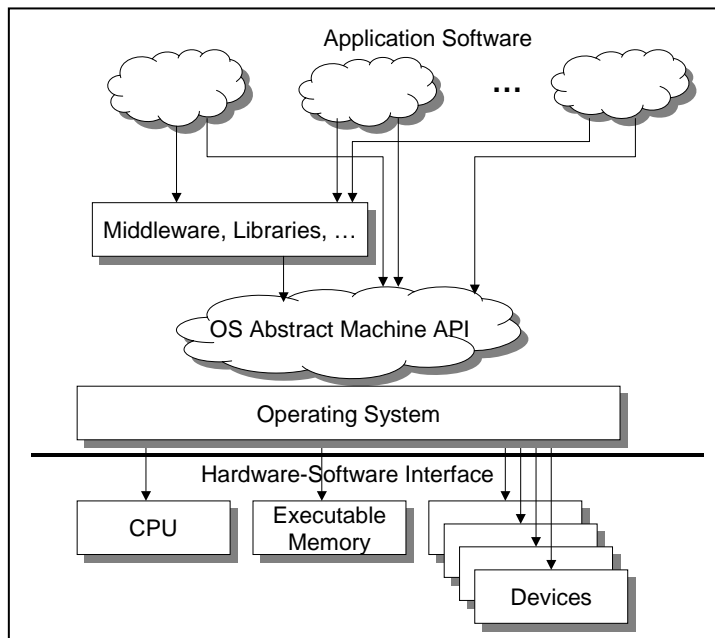 Application Software
...
Middleware, Libraries, …
OS Abstract Machine API
Operating System
Hardware-Software Interface
CPU
Executable
Memory
Devices